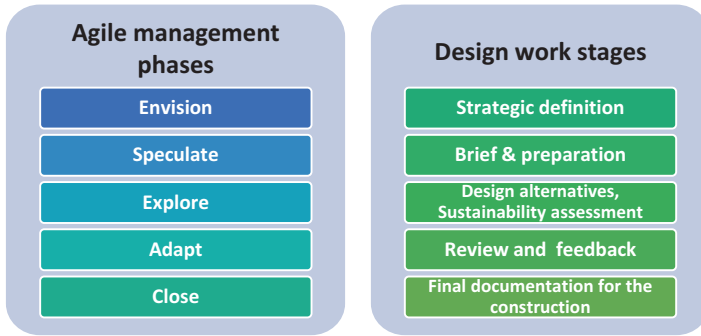 Agile management
phases
Envision
Speculate
Explore
Adapt
Close
Design work stages
Strategic definition
Brief & preparation
Design alternatives,
Sustainability assessment
Review and feedback
Final documentation for the
construction